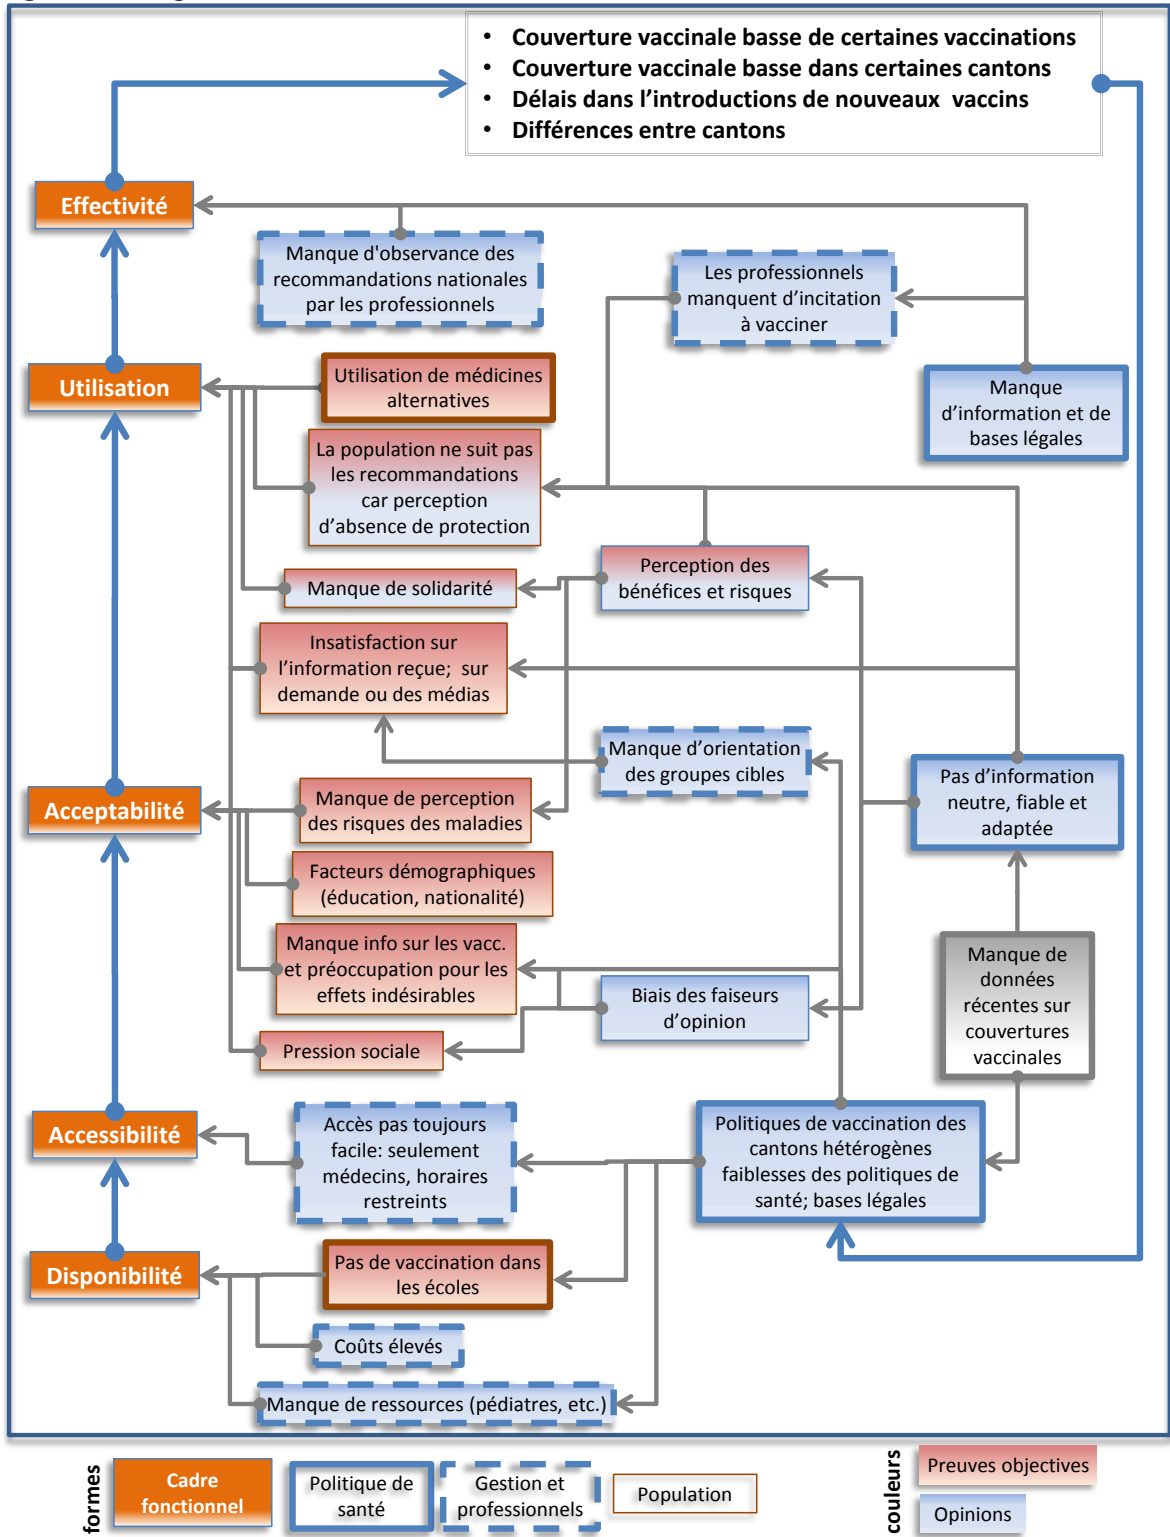 • Couverture vaccinale basse de certaines vaccinations
• Couverture vaccinale basse dans certaines cantons
• Délais dans l'introductions de nouveaux vaccins
• Différences entre cantons
Effectivité
Manque d'observance des
recommandations nationales
par les professionnels
Les professionnels
manquent d'incitation
à vacciner
Utilisation
Utilisation de médicines
alternatives
Manque
d'information et de
bases légales
La population ne suit pas
les recommandations
car perception
d'absence de protection
Manque de solidarité
Perception des
bénéfices et risques
Insatisfaction sur
l'information reçue; sur
demande ou des médias
Manque d'orientation
des groupes cibles
Pas d'information
neutre, fiable et
adaptée
Acceptabilité
Manque de perception
des risques des maladies
Facteurs démographiques
(éducation, nationalité)
Manque info sur les vacc.
et préoccupation pour les
effets indésirables
Biais des faiseurs
d'opinion
Manque de
données
récentes sur
couvertures
vaccinales
Pression sociale
Accessibilité
Accès pas toujours
facile: seulement
médecins, horaires
restreints
Politiques de vaccination des
cantons hétérogènes
faiblesses des politiques de
santé; bases légales
Disponibilité
Pas de vaccination dans
les écoles
Coûts élevés
Manque de ressources (pédiatres, etc.)
formes
Cadre
fonctionnel
Politique de
santé
Gestion et
professionnels
Population
couleurs
Preuves objectives
Opinions